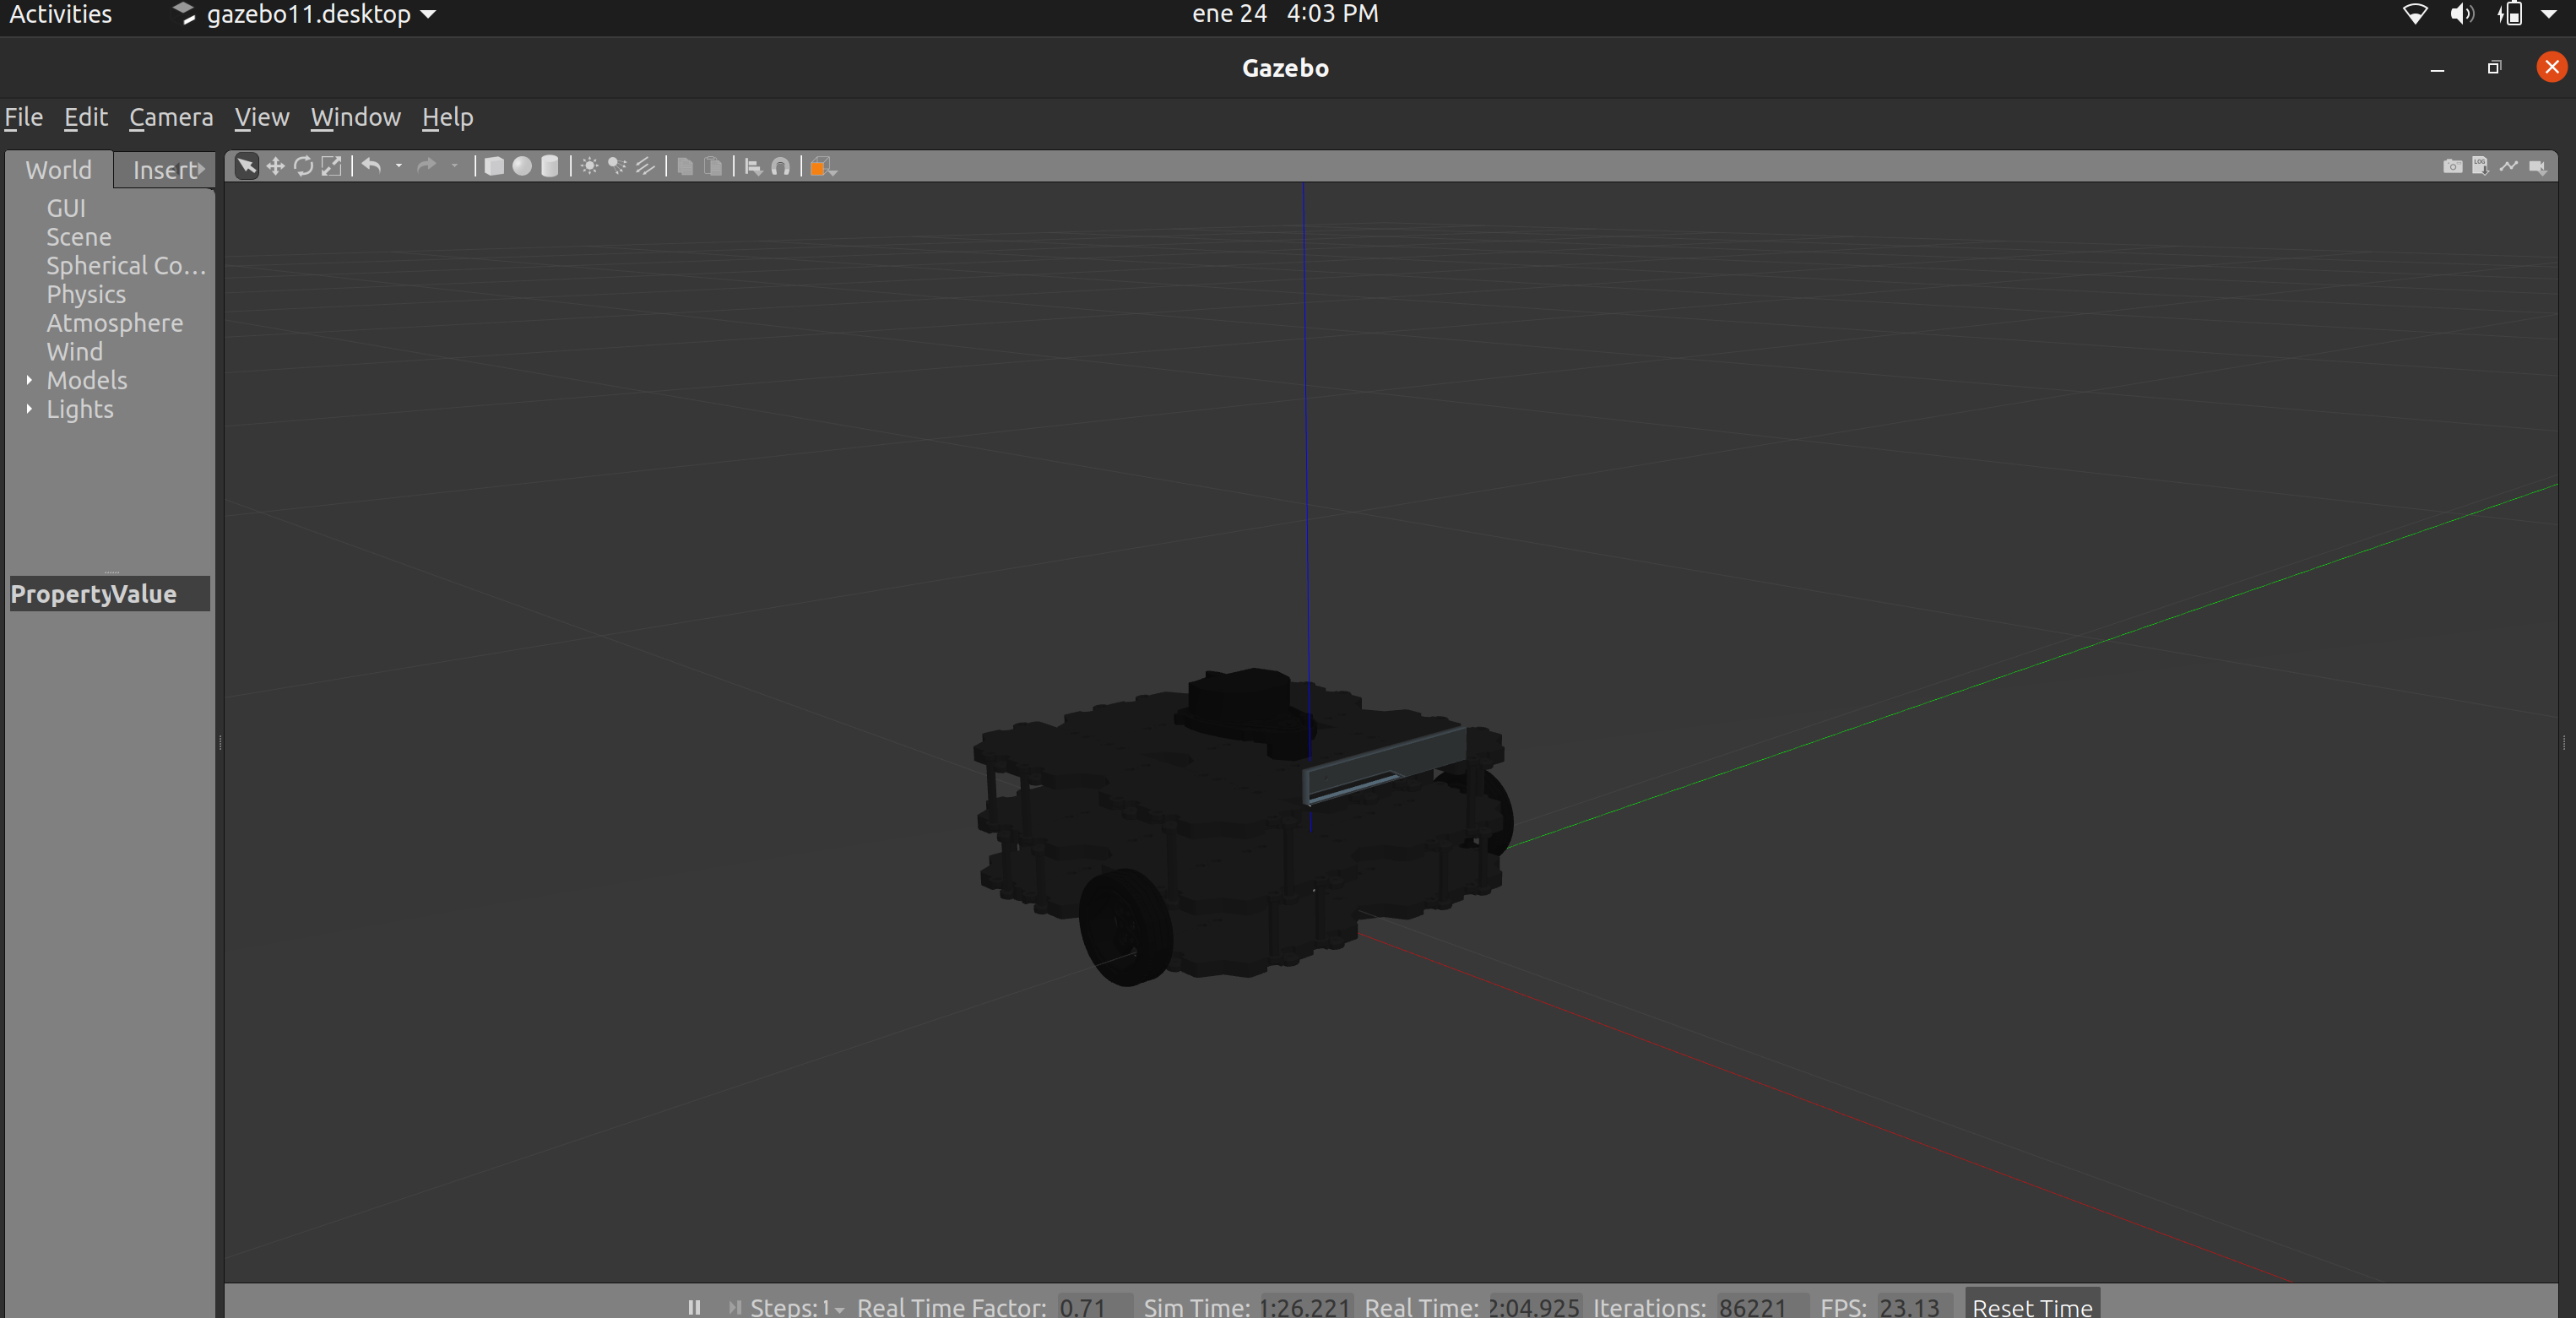 Activities gazebo11.desktop ene 24 4:03 PM
Gazebo
File Edit Camera View Window Help
World Insert
GUI
Scene
Spherical Co...
Physics
Atmosphere
Wind
Models
Lights
Property Value
Steps: 1 Real Time Factor: 0.71 Sim Time: 1:26.221 Real Time: 2:04.925 Iterations: 86221 FPS: 23.13 Reset Time